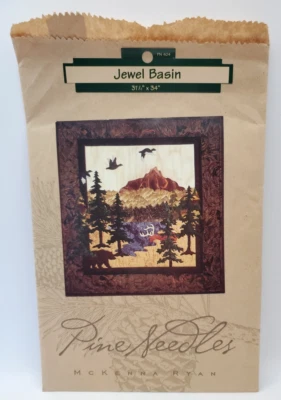 Jewel Basin
31½" x 34"
Pine Needles
McKenna Ryan